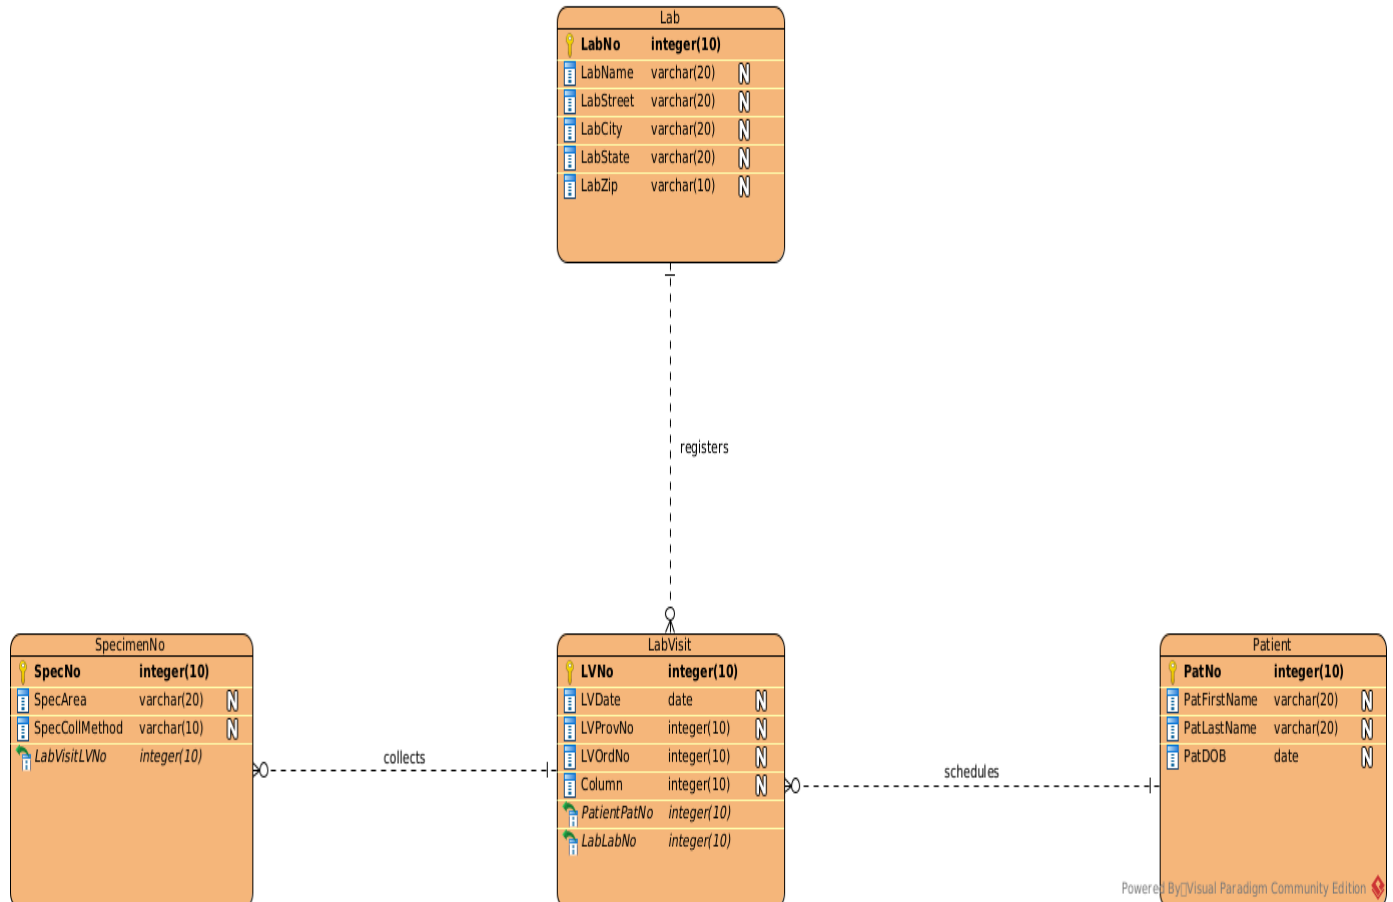 Lab
LabNo integer(10)
LabName varchar(20) N
LabStreet varchar(20) N
LabCity varchar(20) N
LabState varchar(20) N
LabZip varchar(10) N
registers
SpecimenNo
SpecNo integer(10)
SpecArea varchar(20) N
SpecCollMethod varchar(10) N
LabVisitLVNo integer(10)
collects
LabVisit
LVNo integer(10)
LVDate date N
LVProvNo integer(10) N
LVOrdNo integer(10) N
Column integer(10) N
PatientPatNo integer(10)
LabLabNo integer(10)
schedules
Patient
PatNo integer(10)
PatFirstName varchar(20) N
PatLastName varchar(20) N
PatDOB date N
Powered By Visual Paradigm Community Edition